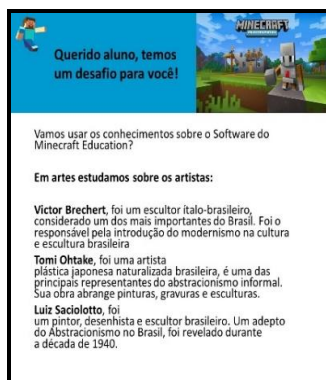 MINECRAFT
Querido aluno, temos
um desafio para você!
Vamos usar os conhecimentos sobre o Software do
Minecraft Education?
Em artes estudamos sobre os artistas:
Victor Brechert, foi um escultor ítalo-brasileiro,
considerado um dos mais importantes do Brasil. Foi o
responsável pela introdução do modernismo na cultura
e escultura brasileira
Tomi Ohtake, foi uma artista
plástica japonesa naturalizada brasileira, é uma das
principais representantes do abstracionismo informal.
Sua obra abrange pinturas, gravuras e esculturas.
Luiz Saciolotto, foi
um pintor, desenhista e escultor brasileiro. Um adepto
do Abstracionismo no Brasil, foi revelado durante
a década de 1940.